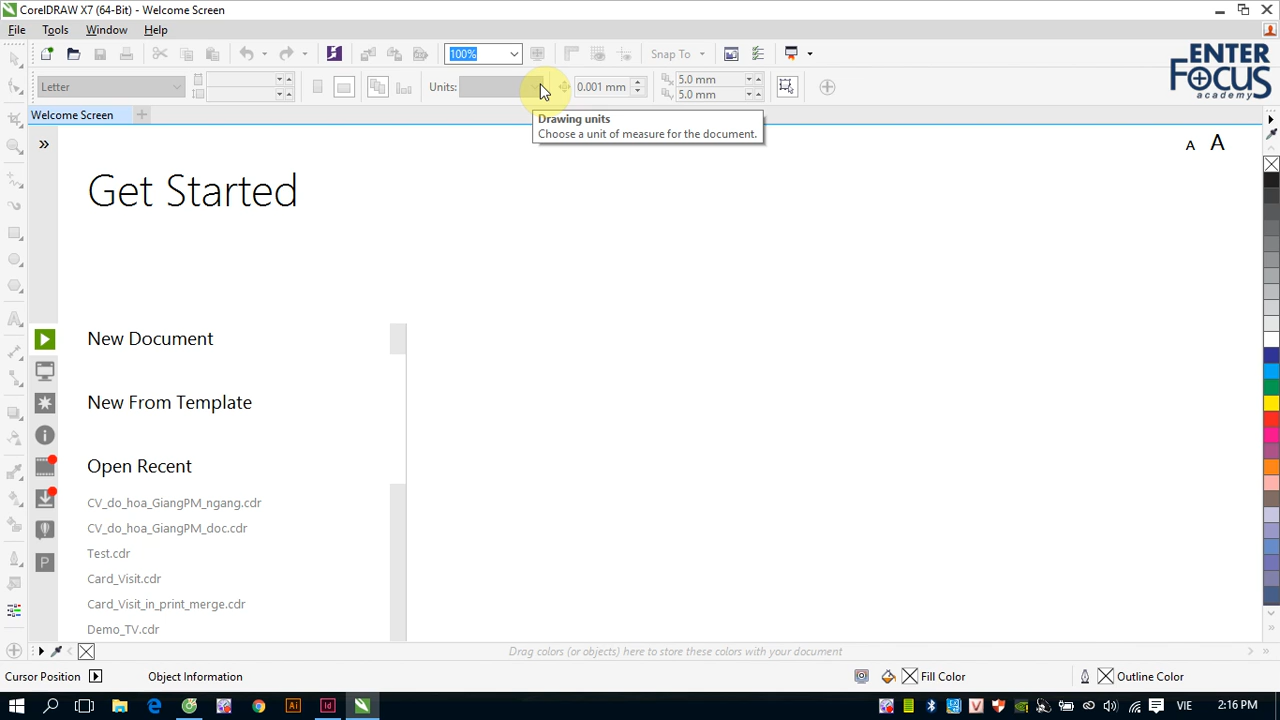 CorelDRAW X7 (64-Bit) - Welcome Screen
File Tools Window Help
100% Snap To
ENTER
FOCUS
academy
Letter Units: 0.001 mm 5.0 mm
5.0 mm
Welcome Screen
Drawing units
Choose a unit of measure for the document.
A A
Get Started
New Document
New From Template
Open Recent
CV_do_hoa_GiangPM_ngang.cdr
CV_do_hoa_GiangPM_doc.cdr
Test.cdr
Card_Visit.cdr
Card_Visit_in_print_merge.cdr
Demo_TV.cdr
Drag colors (or objects) here to store these colors with your document
Cursor Position Object Information Fill Color Outline Color
Ai Id VIE 2:16 PM